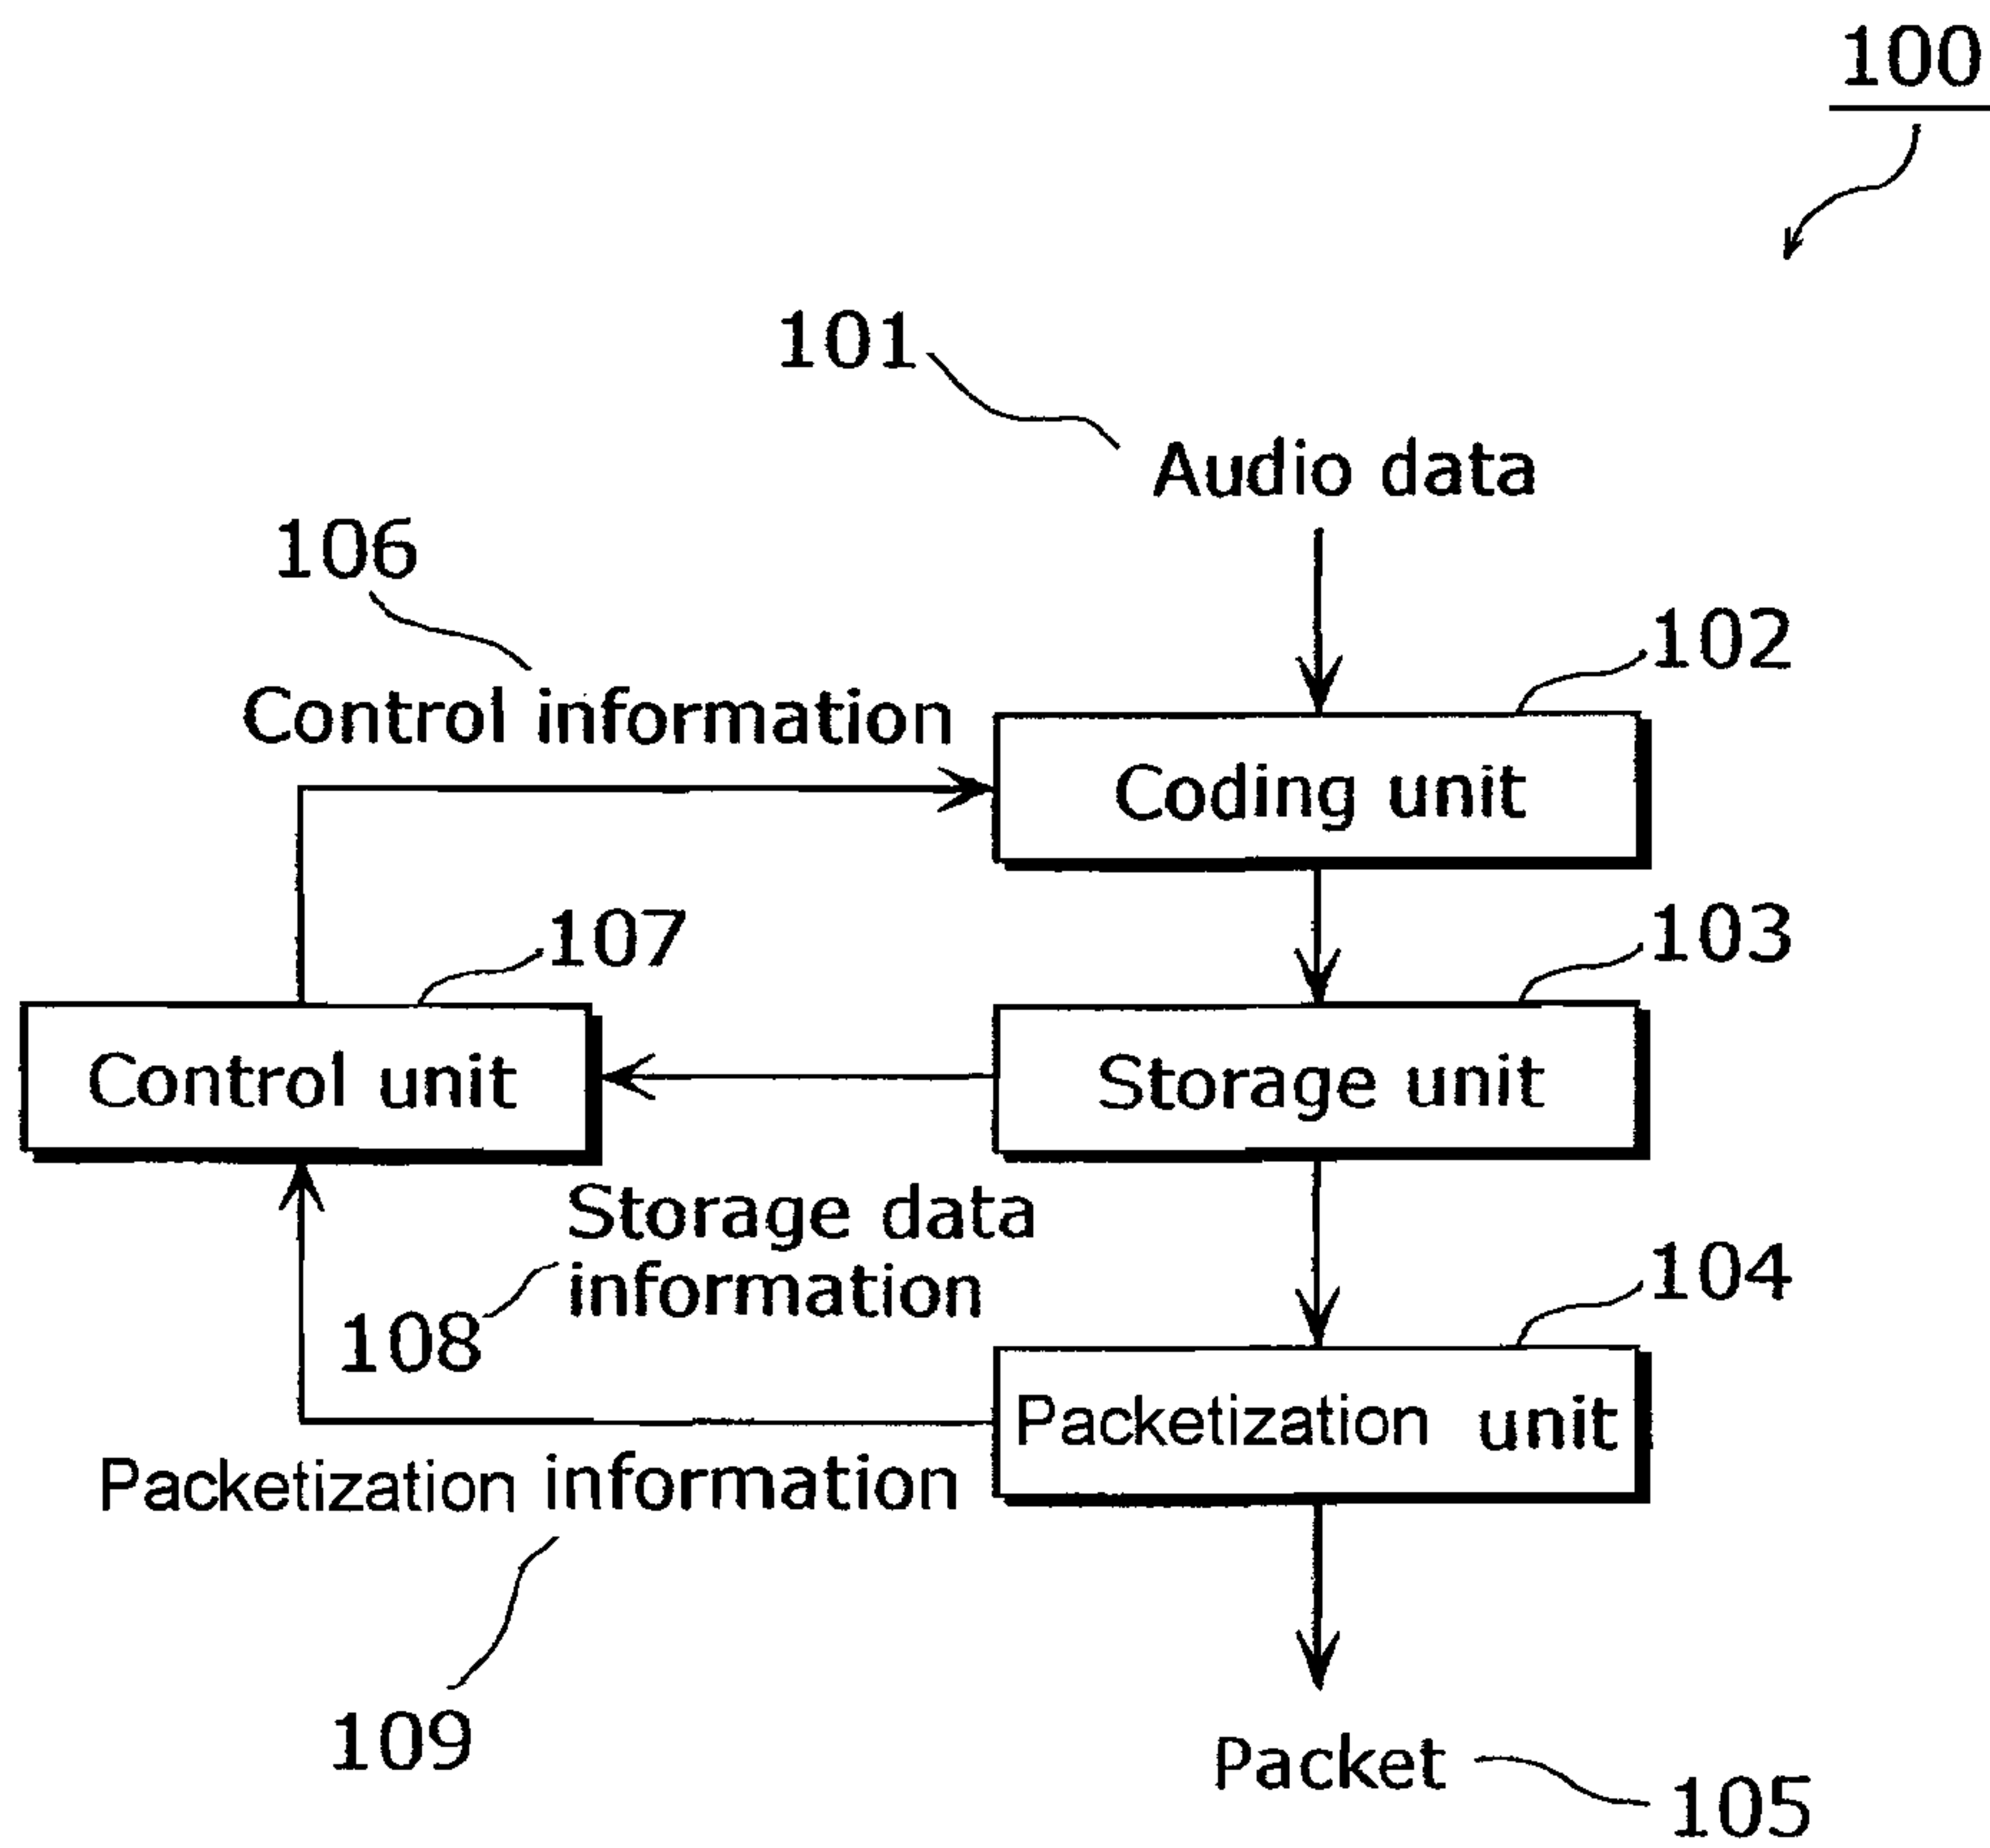 100
101
Audio data
106
102
Control information
Coding unit
107
103
Control unit
Storage unit
Storage data
information
108
104
Packetization unit
Packetization information
109
Packet
105